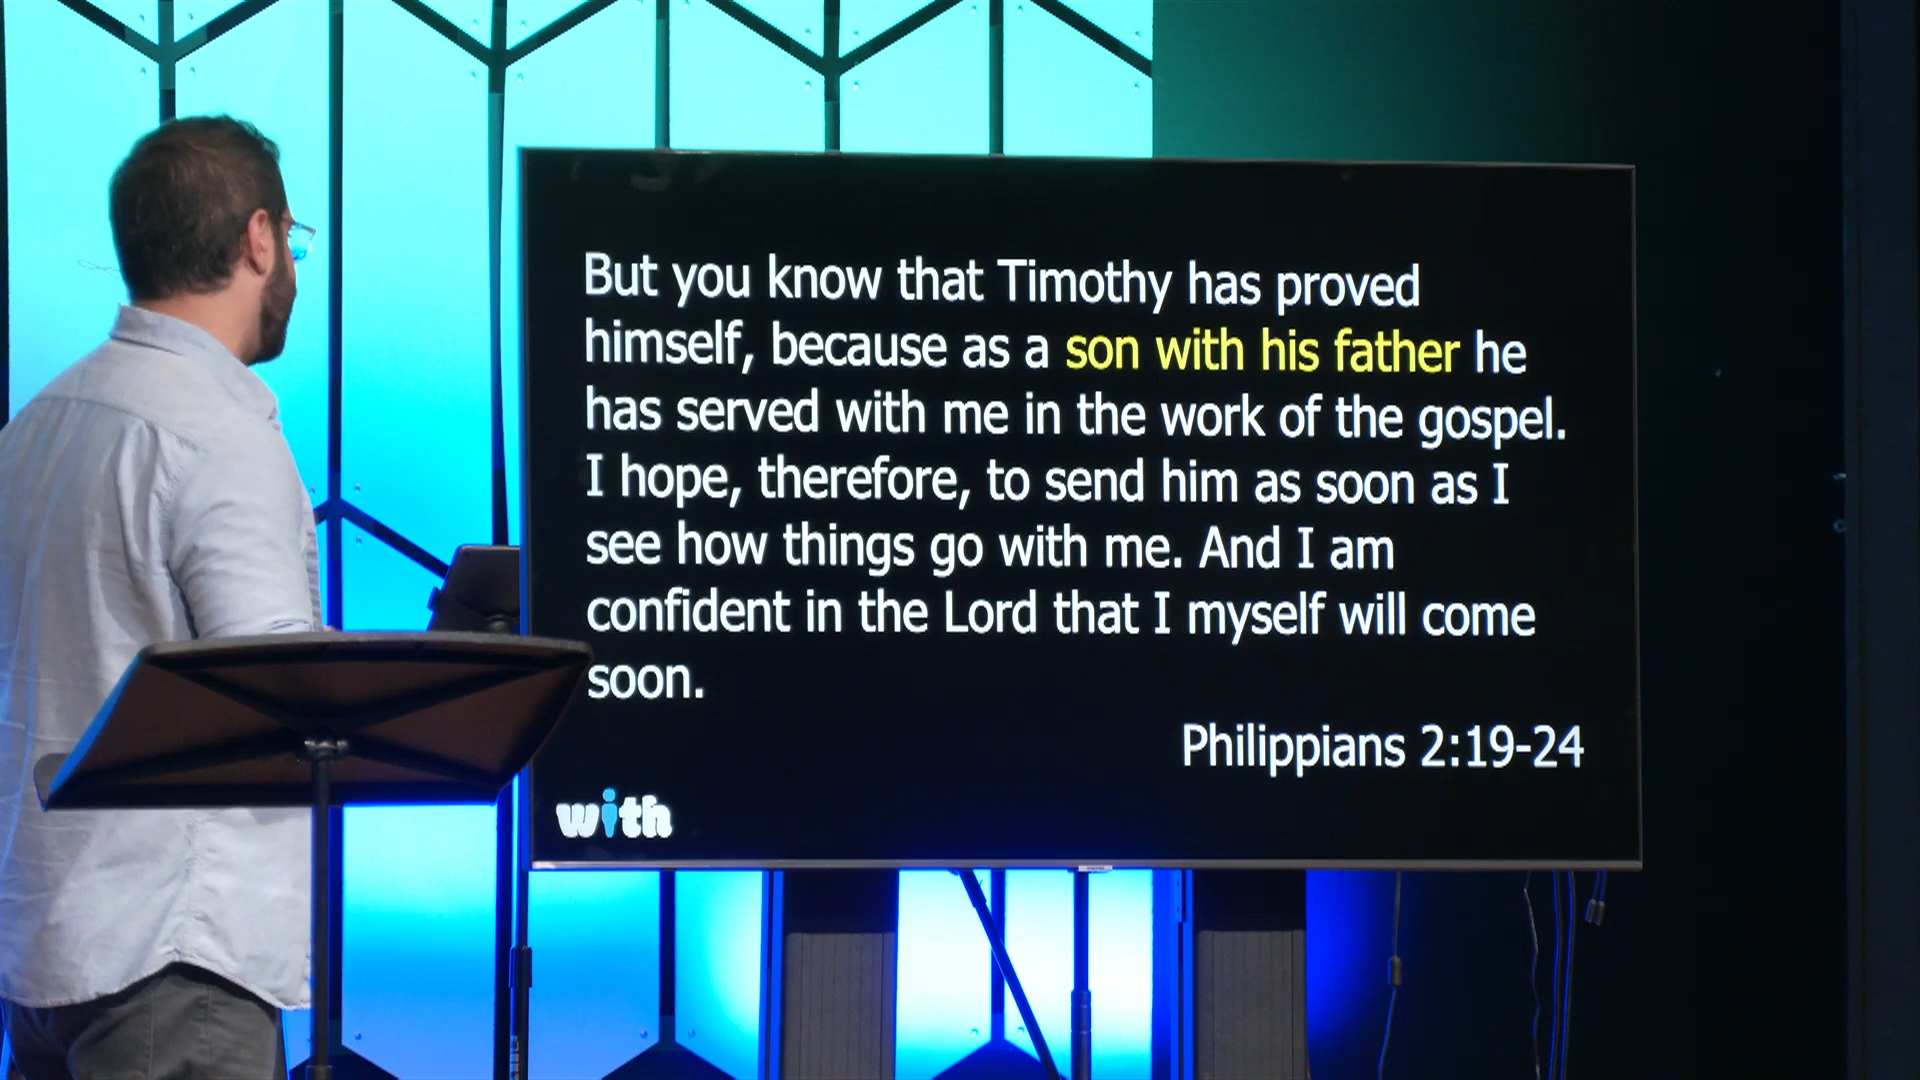 But you know that Timothy has proved
himself, because as a son with his father he
has served with me in the work of the gospel.
I hope, therefore, to send him as soon as I
see how things go with me. And I am
confident in the Lord that I myself will come
soon.
Philippians 2:19-24
with